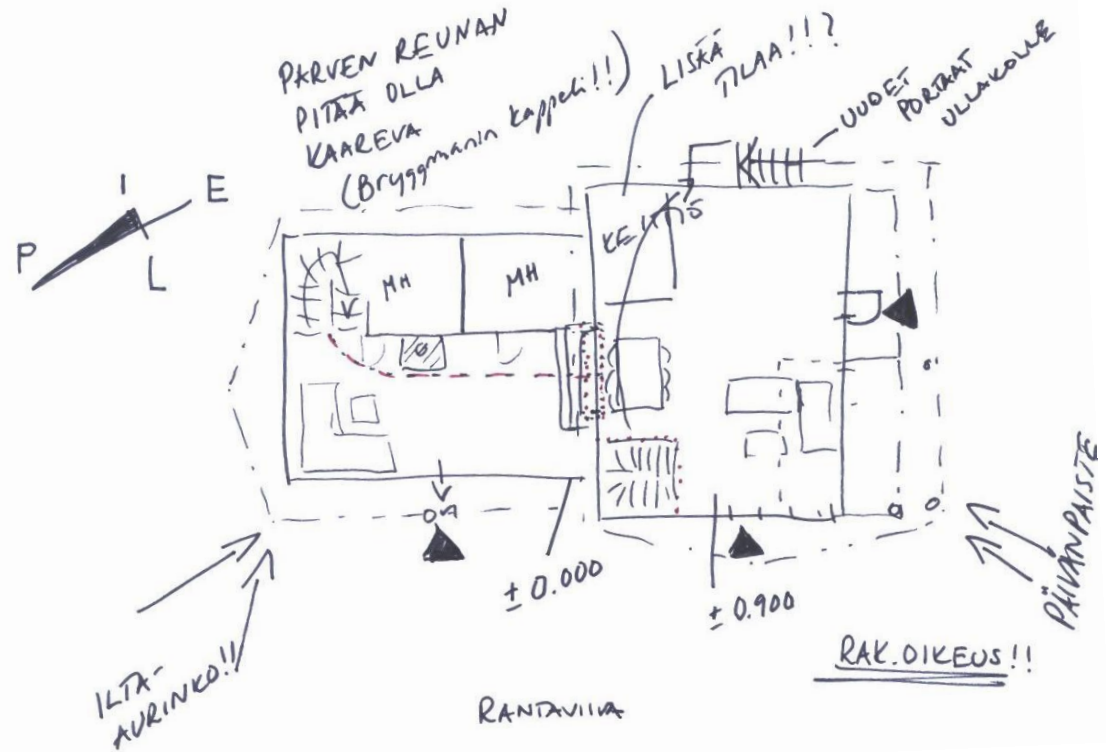 PARVEN REUNAN
PITÄÄ OLLA
KAAREVA
(Bryggmanin kappeli!!)
LISÄÄ
TILAA!!?
UUDET
PORTAAT
ULLAKOLLE
I
E
P
L
KEITTIÖ
MH
MH
± 0.000
± 0.900
PÄIVÄNPAISTE
RAK.OIKEUS!!
ILTA-
AURINKO!!
RANTAVIIVA